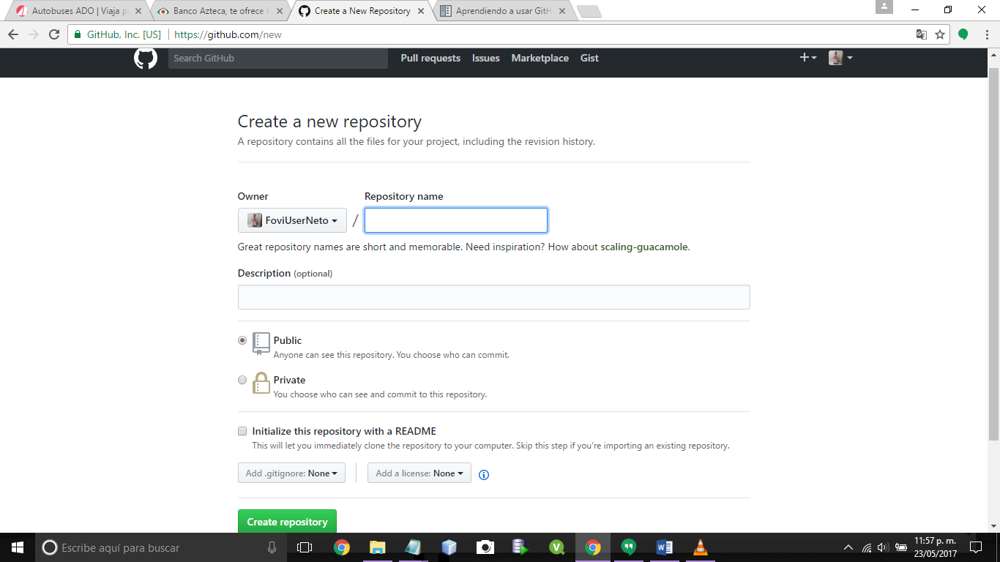 Autobuses ADO | Viaja p
Banco Azteca, te ofrece l
Create a New Repository
Aprendiendo a usar GitH
GitHub, Inc. [US]
https://github.com/new
Search GitHub
Pull requests
Issues
Marketplace
Gist
Create a new repository
A repository contains all the files for your project, including the revision history.
Owner
Repository name
FoviUserNeto
/
Great repository names are short and memorable. Need inspiration? How about scaling-guacamole.
Description (optional)
Public
Anyone can see this repository. You choose who can commit.
Private
You choose who can see and commit to this repository.
Initialize this repository with a README
This will let you immediately clone the repository to your computer. Skip this step if you’re importing an existing repository.
Add .gitignore: None
Add a license: None
Create repository
Escribe aquí para buscar
11:57 p. m.
23/05/2017